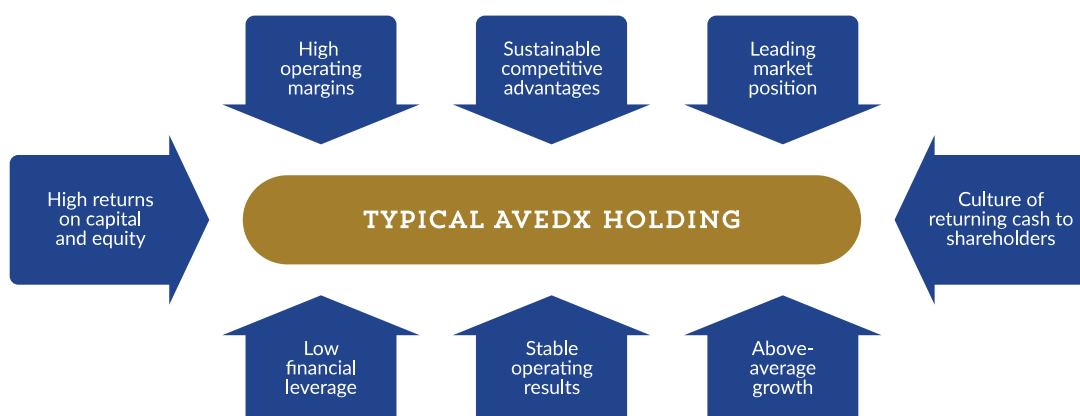 High
operating
margins
Sustainable
competitive
advantages
Leading
market
position
High returns
on capital
and equity
TYPICAL AVEDX HOLDING
Culture of
returning cash to
shareholders
Low
financial
leverage
Stable
operating
results
Above-
average
growth